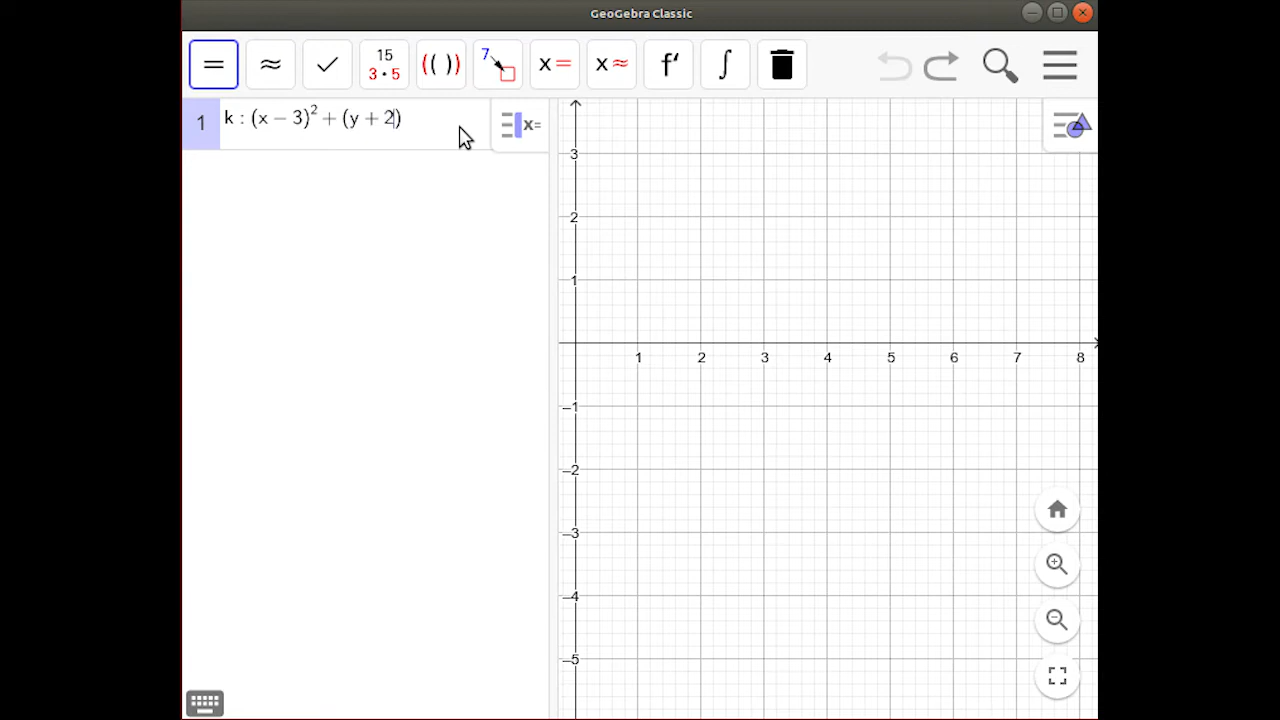 GeoGebra Classic
= ≈ ✓ 15 3·5 (( )) 7 x = x ≈ f' ∫
1 k : (x − 3)² + (y + 2)
x=
3
2
1
1 2 3 4 5 6 7 8
−1
−2
−3
−4
−5